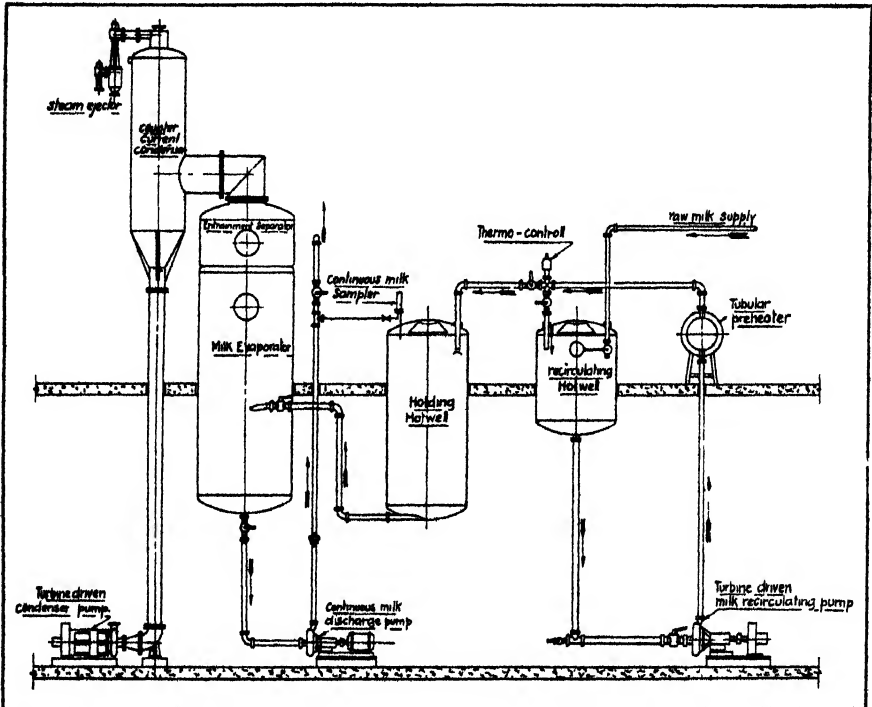 Steam ejector
Counter
Current
Condenser
Entrainment Separator
Milk Evaporator
Continuous milk
Sampler
Thermo-controll
raw milk supply
Tubular
preheater
Holding
Hotwell
recirculating
Hotwell
Turbine driven
Condenser pump.
Continuous milk
discharge pump
Turbine driven
milk recirculating pump